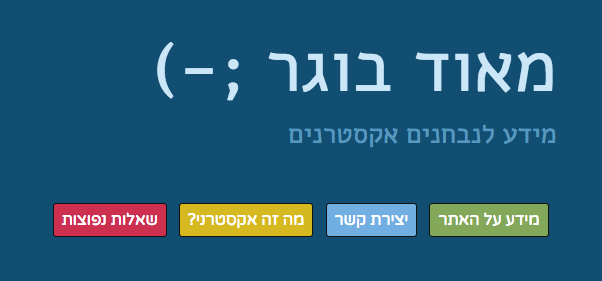 מאוד בוגר ;-)
מידע לנבחנים אקסטרנים
מידע על האתר
יצירת קשר
מה זה אקסטרני?
שאלות נפוצות